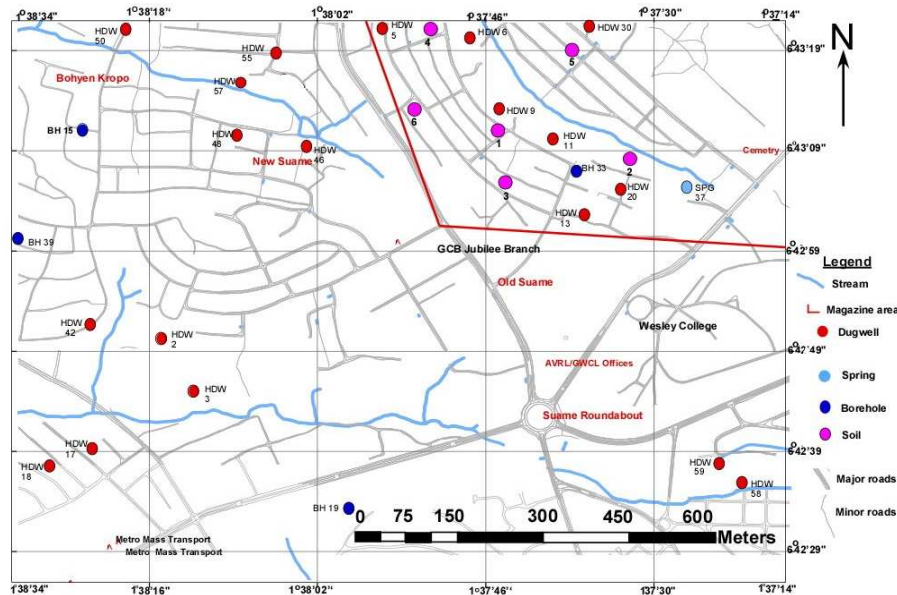 1°38'34" 1°38'18" 1°38'02" 1°37'46" 1°37'30" 1°37'14"
N
HDW
50
HDW
5
4
HDW 6
HDW 30
HDW
55
5
6°43'19"
Bohyen Kropo
HDW
57
6
HDW 9
BH 15
HDW
48
1
HDW
11
HDW
46
New Suame
Cemetry
6°43'09"
2
BH 33
3
HDW
20
SPG
37
HDW
13
BH 39
GCB Jubilee Branch
6°42'59"
Legend
Stream
Old Suame
Magazine area
HDW
42
HDW
2
Wesley College
Dugwell
6°42'49"
AVRL/GWCL Offices
Spring
HDW
3
Borehole
Suame Roundabout
Soil
HDW
17
6°42'39"
HDW
18
HDW
59
HDW
58
Major roads
BH 19
0 75 150 300 450 600
Meters
Minor roads
Metro Mass Transport
Metro Mass Transport
6°42'29"
1°38'34" 1°38'16" 1°38'02" 1°37'46" 1°37'30" 1°37'14"